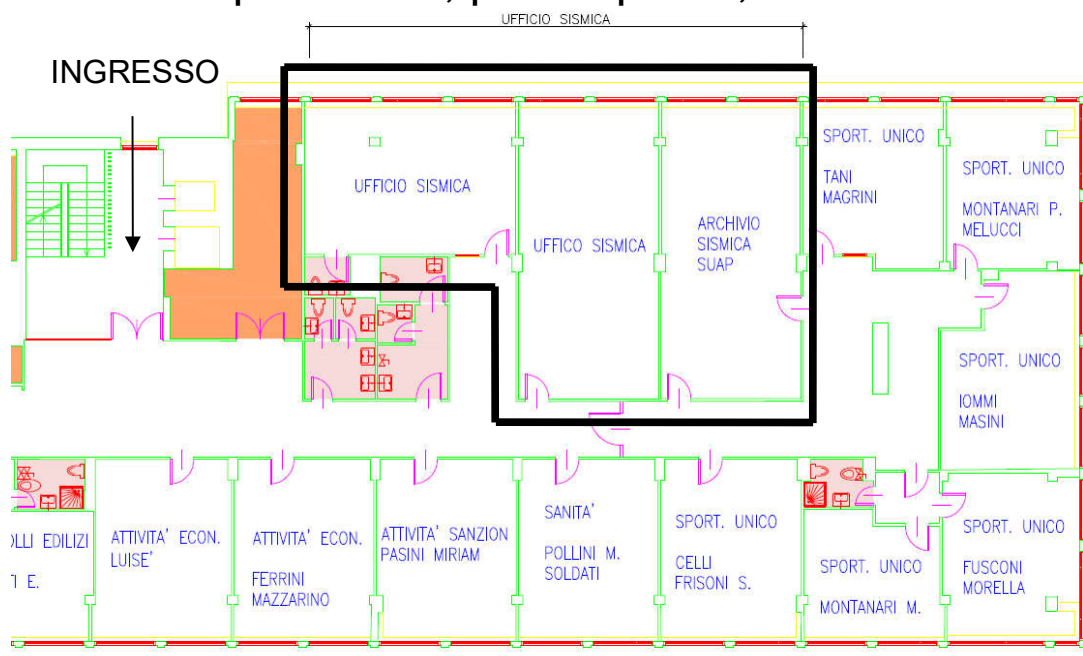 UFFICIO SISMICA
INGRESSO
UFFICIO SISMICA
UFFICO SISMICA
ARCHIVIO
SISMICA
SUAP
SPORT. UNICO
TANI
MAGRINI
SPORT. UNICO
MONTANARI P.
MELUCCI
SPORT. UNICO
IOMMI
MASINI
EDILIZI
E.
ATTIVITA' ECON.
LUISE'
ATTIVITA' ECON.
FERRINI
MAZZARINO
ATTIVITA' SANZION
PASINI MIRIAM
SANITA'
POLLINI M.
SOLDATI
SPORT. UNICO
CELLI
FRISONI S.
SPORT. UNICO
MONTANARI M.
SPORT. UNICO
FUSCONI
MORELLA